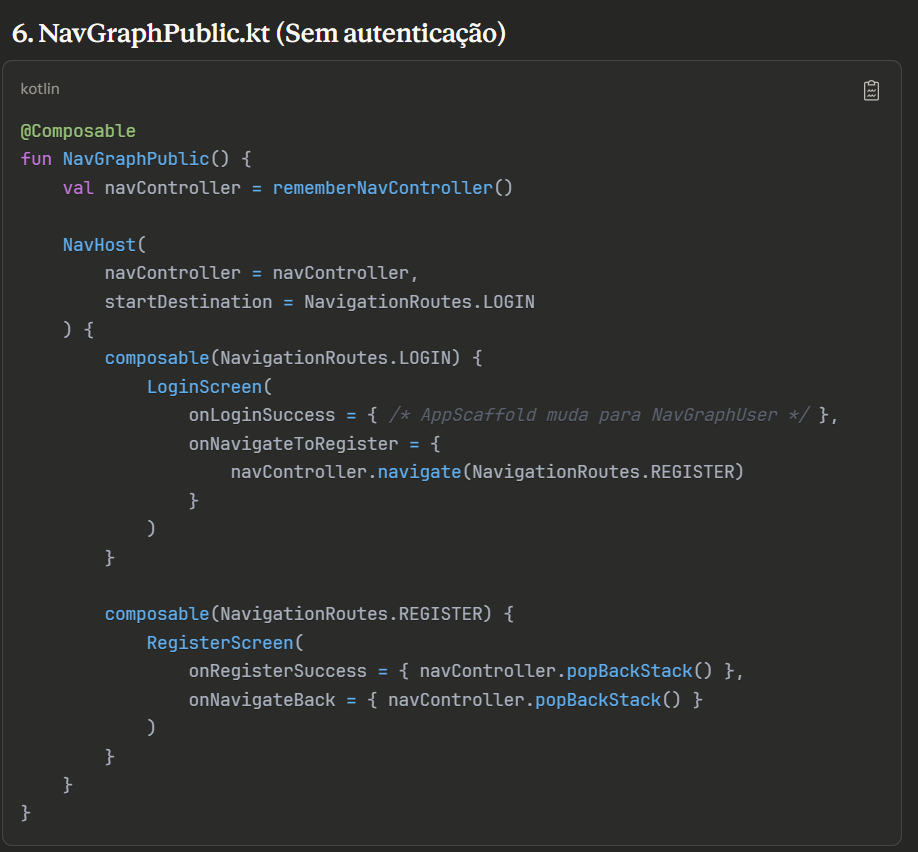 6. NavGraphPublic.kt (Sem autenticação)
kotlin
@Composable
fun NavGraphPublic() {
    val navController = rememberNavController()

    NavHost(
        navController = navController,
        startDestination = NavigationRoutes.LOGIN
    ) {
        composable(NavigationRoutes.LOGIN) {
            LoginScreen(
                onLoginSuccess = { /* AppScaffold muda para NavGraphUser */ },
                onNavigateToRegister = {
                    navController.navigate(NavigationRoutes.REGISTER)
                }
            )
        }

        composable(NavigationRoutes.REGISTER) {
            RegisterScreen(
                onRegisterSuccess = { navController.popBackStack() },
                onNavigateBack = { navController.popBackStack() }
            )
        }
    }
}